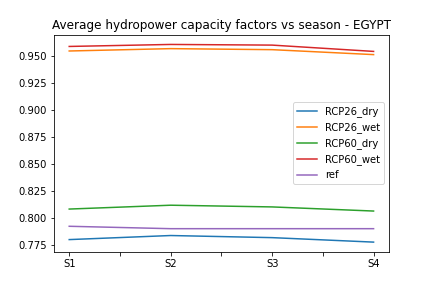 Average hydropower capacity factors vs season - EGYPT
0.950
0.925
0.900
0.875
0.850
0.825
0.800
0.775
RCP26_dry
RCP26_wet
RCP60_dry
RCP60_wet
ref
S1 S2 S3 S4